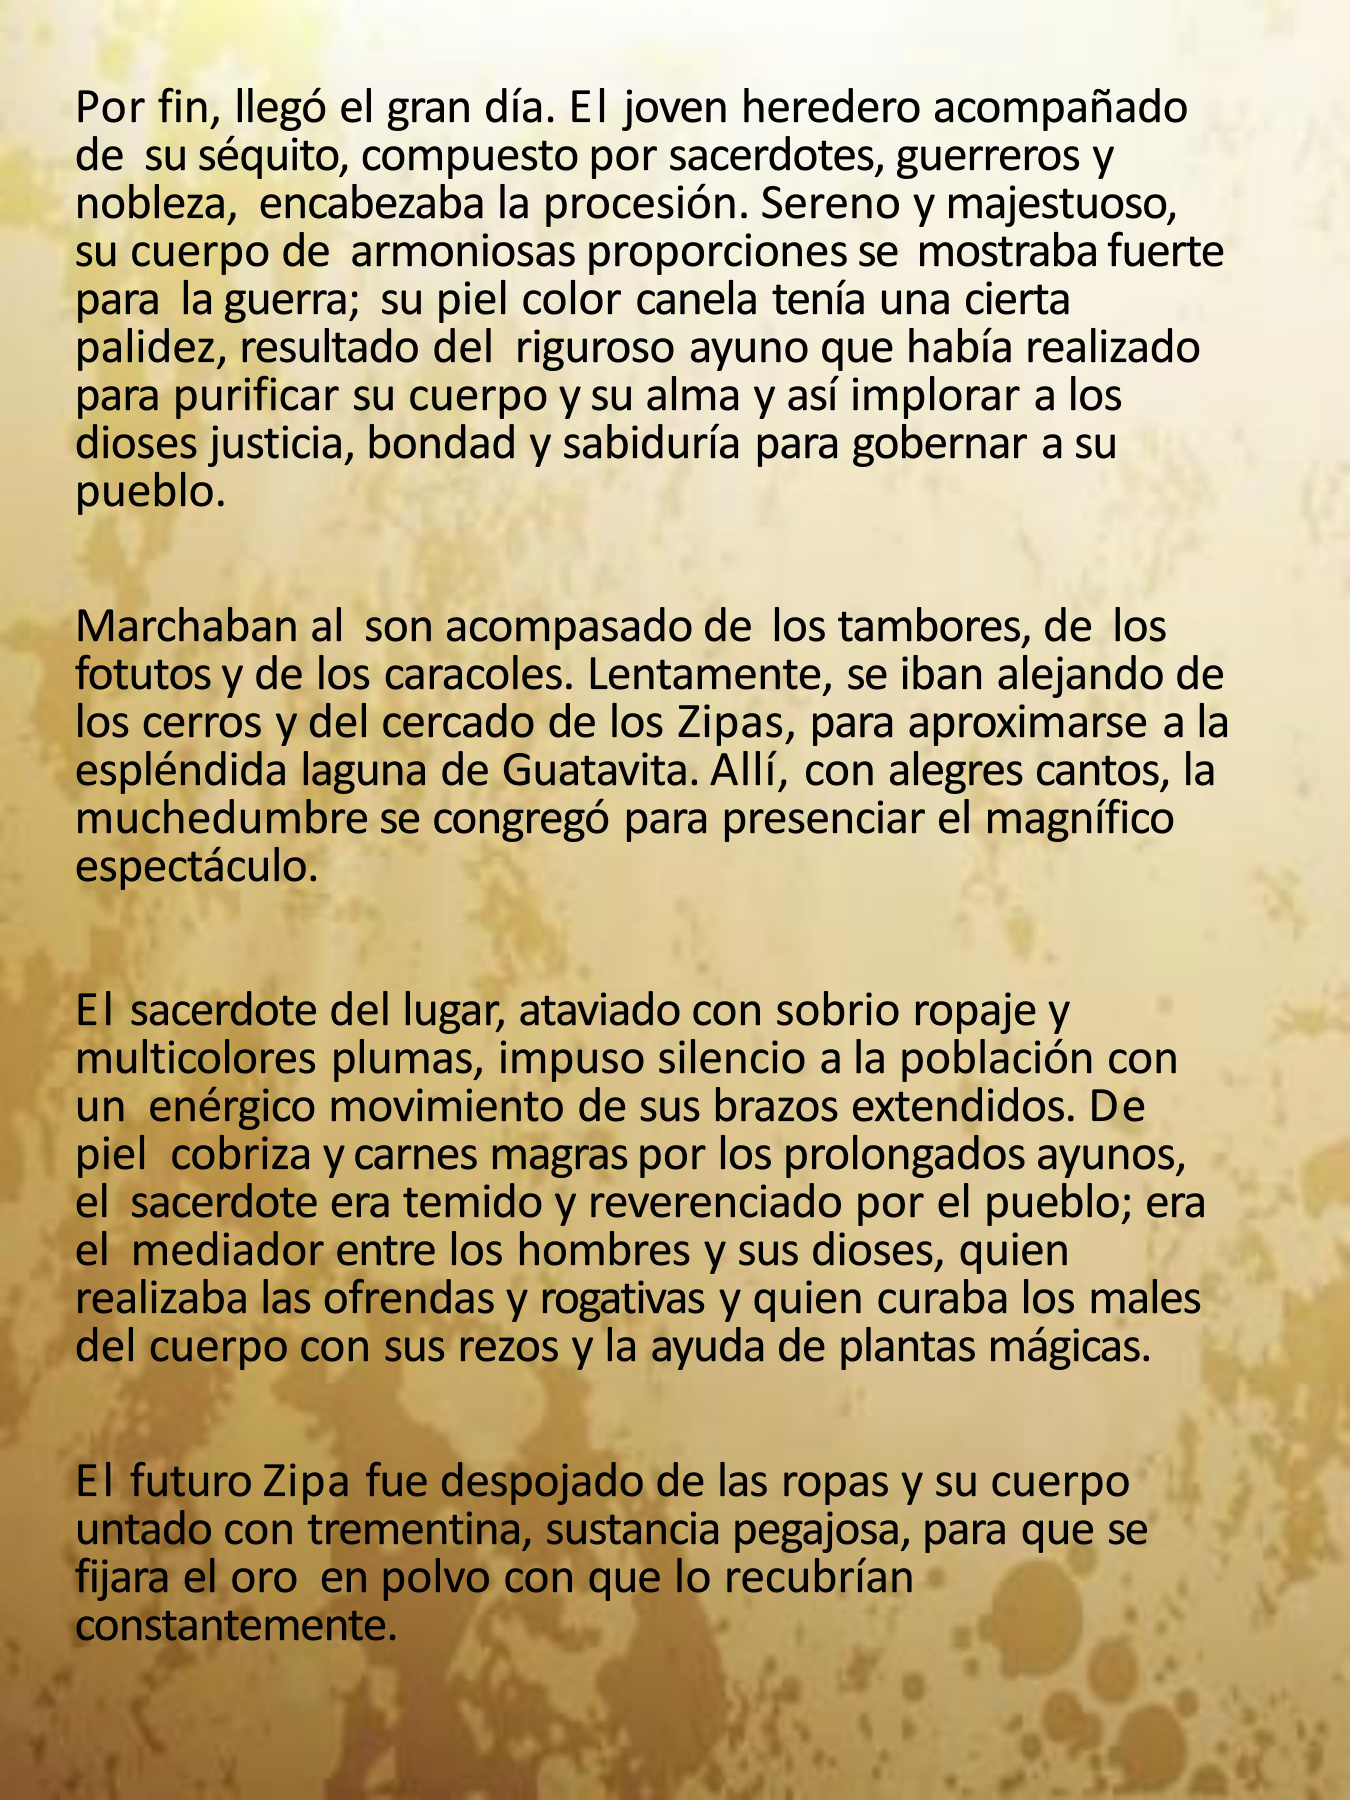 Por fin, llegó el gran día. El joven heredero acompañado
de su séquito, compuesto por sacerdotes, guerreros y
nobleza, encabezaba la procesión. Sereno y majestuoso,
su cuerpo de armoniosas proporciones se mostraba fuerte
para la guerra; su piel color canela tenía una cierta
palidez, resultado del riguroso ayuno que había realizado
para purificar su cuerpo y su alma y así implorar a los
dioses justicia, bondad y sabiduría para gobernar a su
pueblo.
Marchaban al son acompasado de los tambores, de los
fotutos y de los caracoles. Lentamente, se iban alejando de
los cerros y del cercado de los Zipas, para aproximarse a la
espléndida laguna de Guatavita. Allí, con alegres cantos, la
muchedumbre se congregó para presenciar el magnífico
espectáculo.
El sacerdote del lugar, ataviado con sobrio ropaje y
multicolores plumas, impuso silencio a la población con
un enérgico movimiento de sus brazos extendidos. De
piel cobriza y carnes magras por los prolongados ayunos,
el sacerdote era temido y reverenciado por el pueblo; era
el mediador entre los hombres y sus dioses, quien
realizaba las ofrendas y rogativas y quien curaba los males
del cuerpo con sus rezos y la ayuda de plantas mágicas.
El futuro Zipa fue despojado de las ropas y su cuerpo
untado con trementina, sustancia pegajosa, para que se
fijara el oro en polvo con que lo recubrían
constantemente.